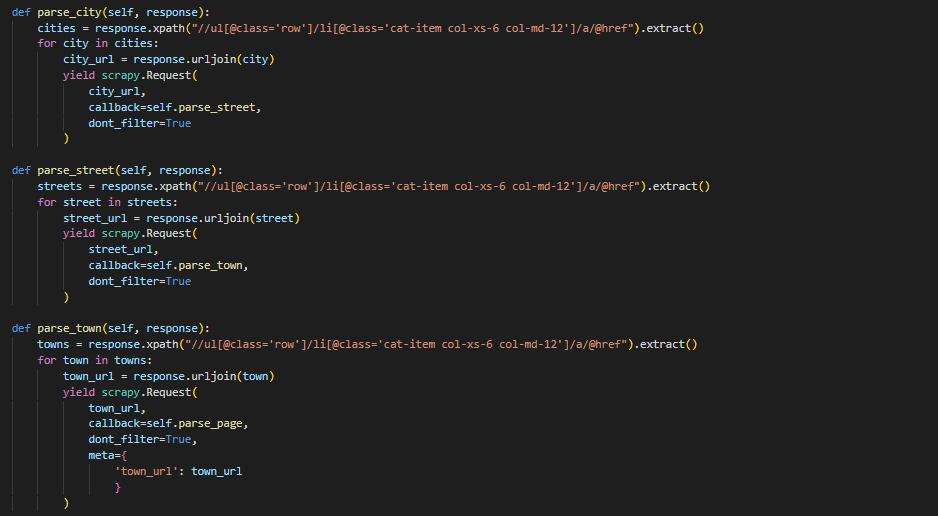 def parse_city(self, response):
    cities = response.xpath("//ul[@class='row']/li[@class='cat-item col-xs-6 col-md-12']/a/@href").extract()
    for city in cities:
        city_url = response.urljoin(city)
        yield scrapy.Request(
            city_url,
            callback=self.parse_street,
            dont_filter=True
        )

def parse_street(self, response):
    streets = response.xpath("//ul[@class='row']/li[@class='cat-item col-xs-6 col-md-12']/a/@href").extract()
    for street in streets:
        street_url = response.urljoin(street)
        yield scrapy.Request(
            street_url,
            callback=self.parse_town,
            dont_filter=True
        )

def parse_town(self, response):
    towns = response.xpath("//ul[@class='row']/li[@class='cat-item col-xs-6 col-md-12']/a/@href").extract()
    for town in towns:
        town_url = response.urljoin(town)
        yield scrapy.Request(
            town_url,
            callback=self.parse_page,
            dont_filter=True,
            meta={
                'town_url': town_url
                }
        )